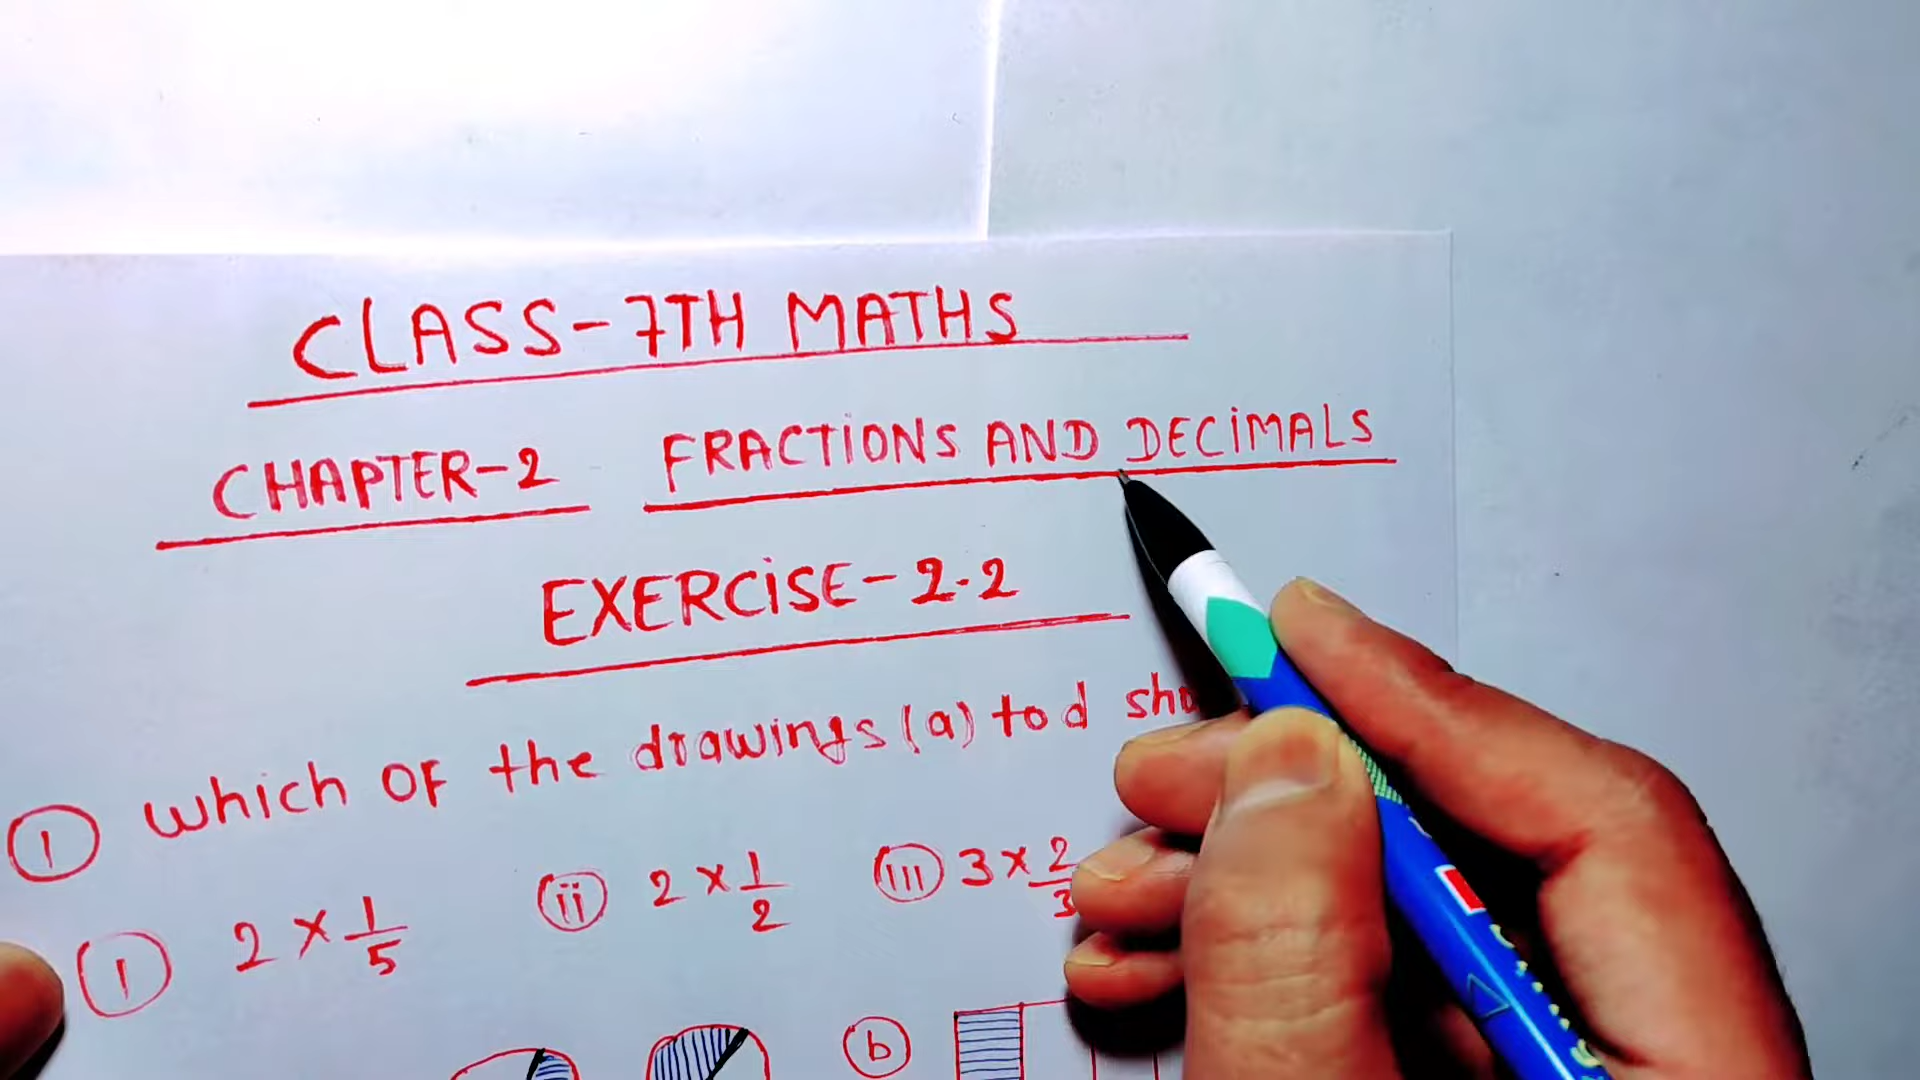 CLASS-7TH MATHS
CHAPTER-2 FRACTIONS AND DECIMALS
EXERCISE-2.2
① which OF the drawings (a) to d
① 2 × 1/5 ⅱ 2 × 1/2 ⅲ 3 × 2/3
b